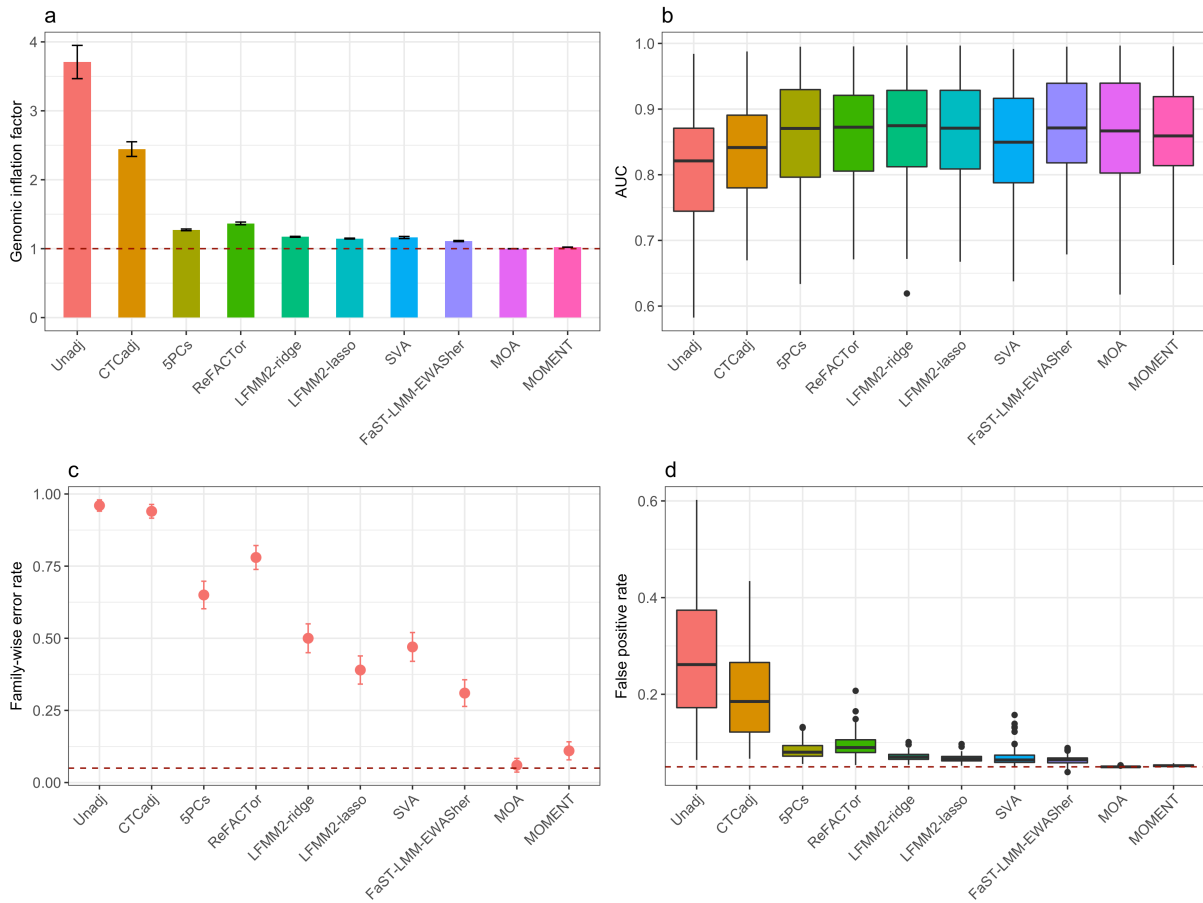 a
Genomic inflation factor
4
3
2
1
0
Unadj
CTCadj
5PCs
ReFACTor
LFMM2-ridge
LFMM2-lasso
SVA
FaST-LMM-EWASher
MOA
MOMENT
b
AUC
1.0
0.9
0.8
0.7
0.6
Unadj
CTCadj
5PCs
ReFACTor
LFMM2-ridge
LFMM2-lasso
SVA
FaST-LMM-EWASher
MOA
MOMENT
c
Family-wise error rate
1.00
0.75
0.50
0.25
0.00
Unadj
CTCadj
5PCs
ReFACTor
LFMM2-ridge
LFMM2-lasso
SVA
FaST-LMM-EWASher
MOA
MOMENT
d
False positive rate
0.6
0.4
0.2
Unadj
CTCadj
5PCs
ReFACTor
LFMM2-ridge
LFMM2-lasso
SVA
FaST-LMM-EWASher
MOA
MOMENT